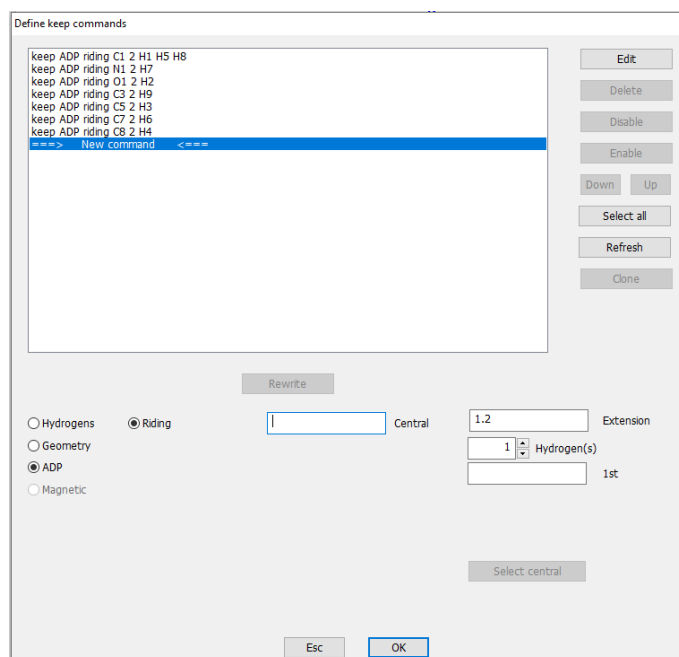 Define keep commands
keep ADP riding C1 2 H1 H5 H8
keep ADP riding N1 2 H7
keep ADP riding O1 2 H2
keep ADP riding C3 2 H9
keep ADP riding C5 2 H3
keep ADP riding C7 2 H6
keep ADP riding C8 2 H4
===> New command <===
Edit
Delete
Disable
Enable
Down Up
Select all
Refresh
Clone
Rewrite
Hydrogens Riding Central 1.2 Extension
Geometry 1 Hydrogen(s)
ADP 1st
Magnetic
Select central
Esc OK